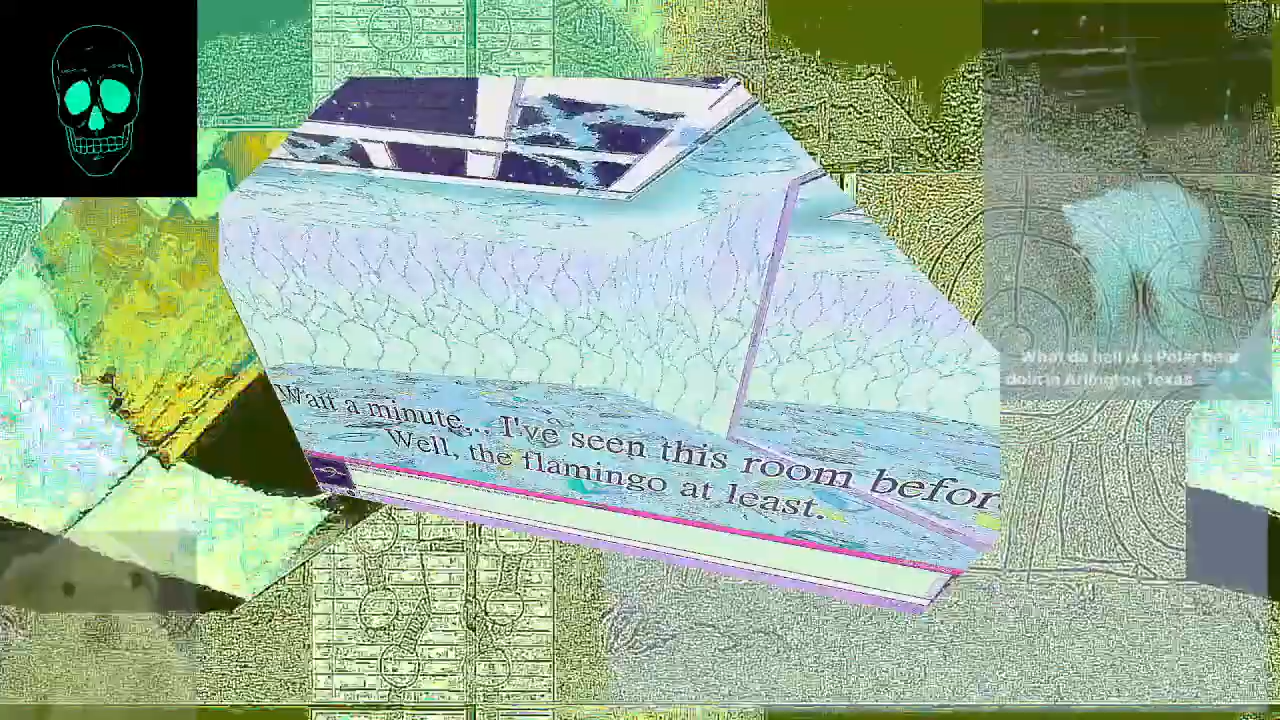 Wait a minute... I've seen this room befor
Well, the flamingo at least.
What da hell is a Polar bear
doin in Arlington Texas